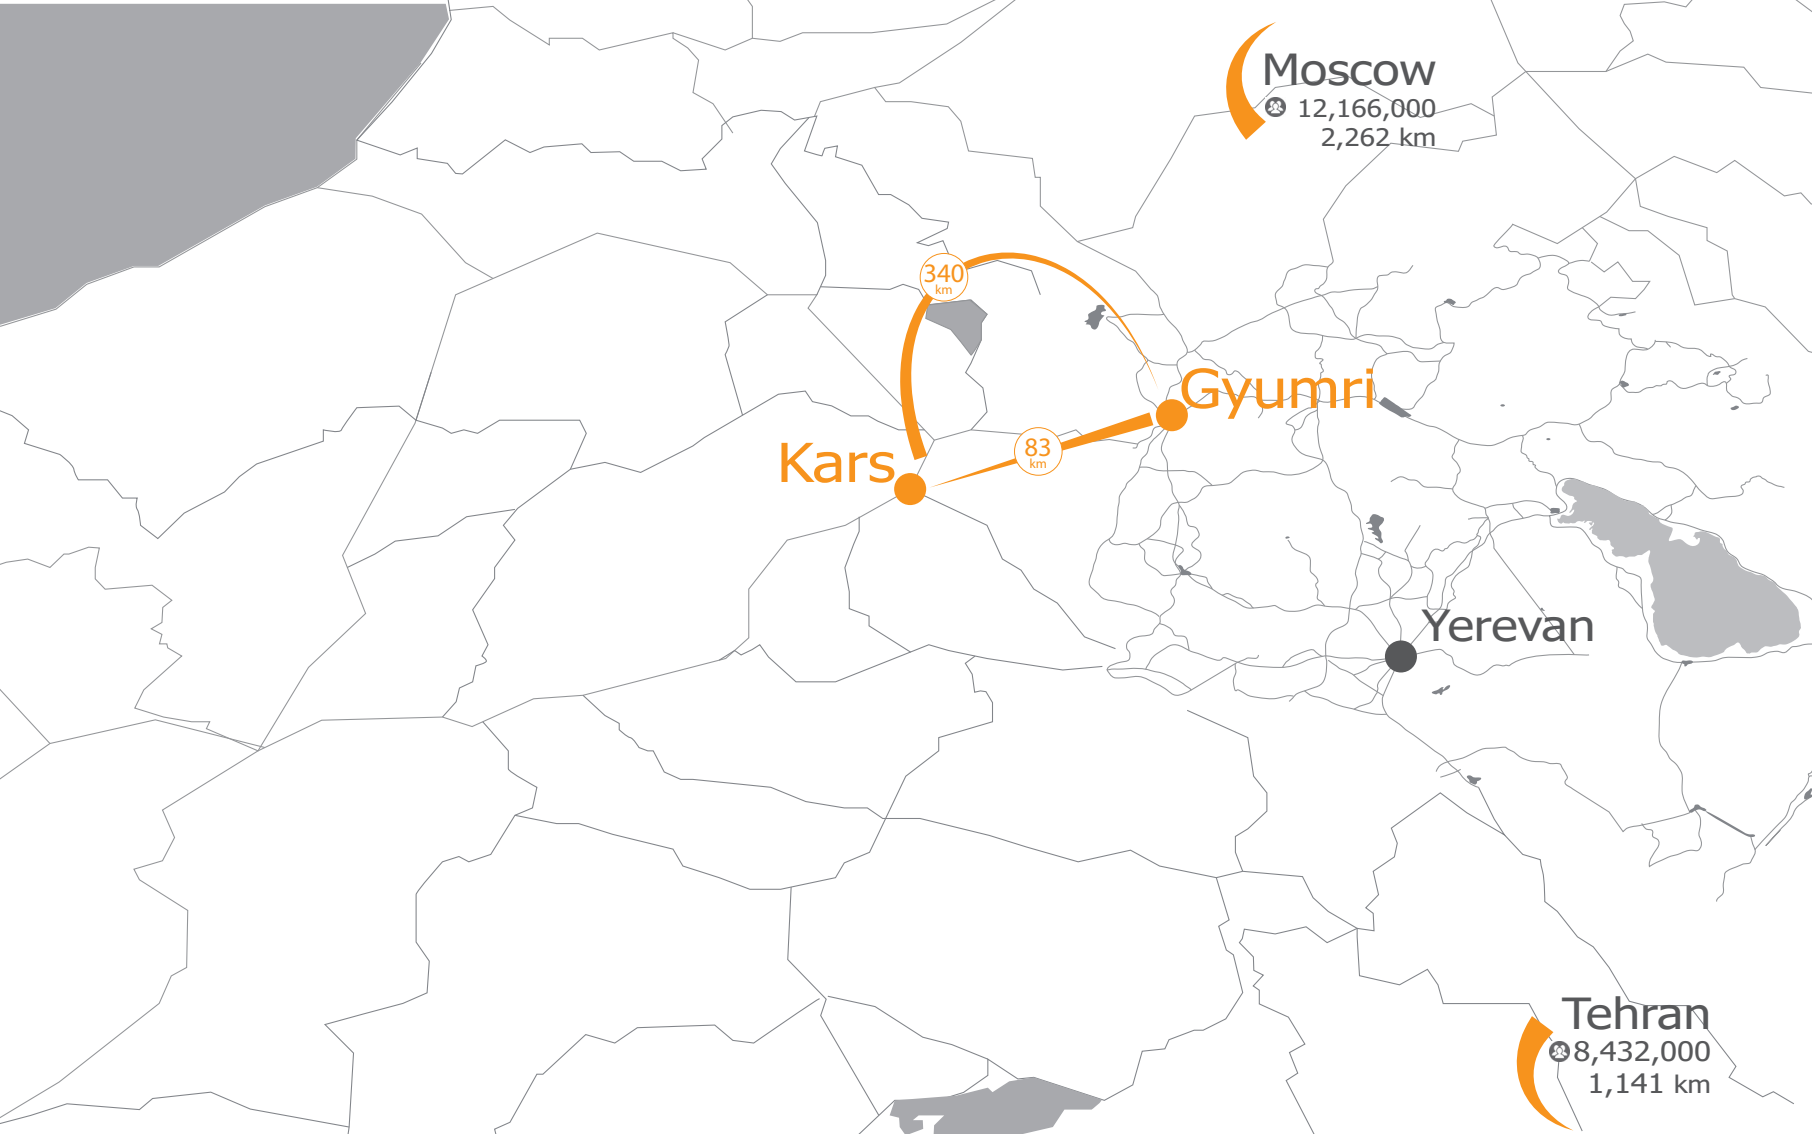 Moscow
12,166,000
2,262 km
340
km
Gyumri
83
km
Kars
Yerevan
Tehran
8,432,000
1,141 km